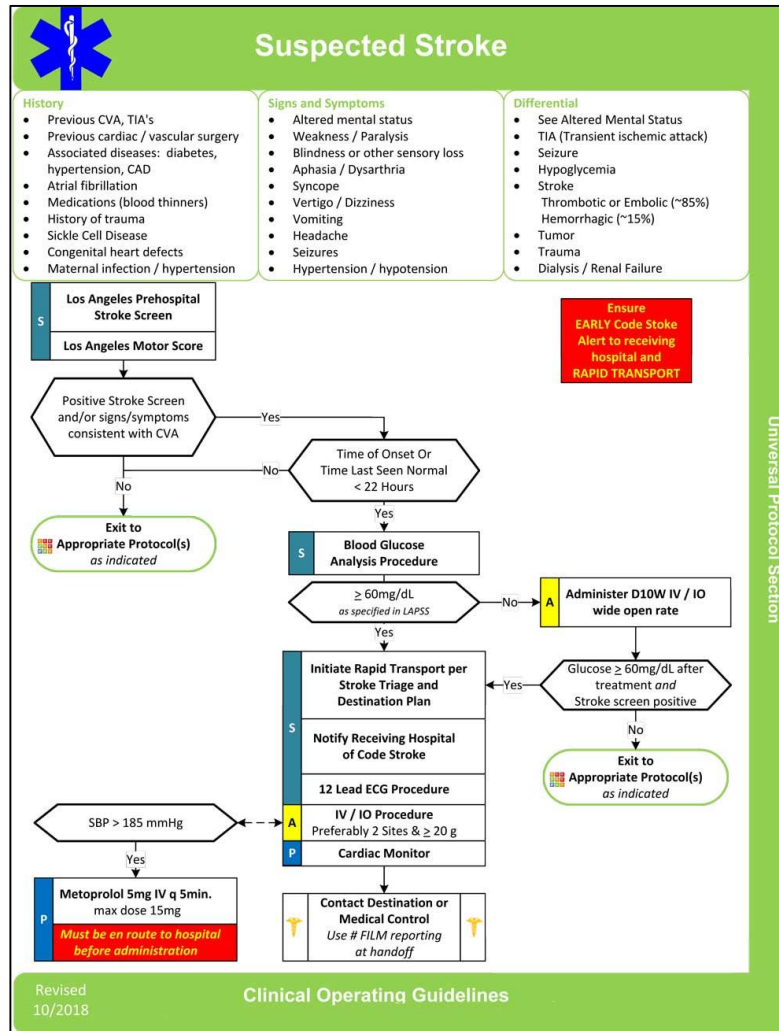 Suspected Stroke
History
• Previous CVA, TIA's
• Previous cardiac / vascular surgery
• Associated diseases: diabetes,
hypertension, CAD
• Atrial fibrillation
• Medications (blood thinners)
• History of trauma
• Sickle Cell Disease
• Congenital heart defects
• Maternal infection / hypertension
Signs and Symptoms
• Altered mental status
• Weakness / Paralysis
• Blindness or other sensory loss
• Aphasia / Dysarthria
• Syncope
• Vertigo / Dizziness
• Vomiting
• Headache
• Seizures
• Hypertension / hypotension
Differential
• See Altered Mental Status
• TIA (Transient ischemic attack)
• Seizure
• Hypoglycemia
• Stroke
Thrombotic or Embolic (~85%)
Hemorrhagic (~15%)
• Tumor
• Trauma
• Dialysis / Renal Failure
S
Los Angeles Prehospital
Stroke Screen
Los Angeles Motor Score
Ensure
EARLY Code Stoke
Alert to receiving
hospital and
RAPID TRANSPORT
Positive Stroke Screen
and/or signs/symptoms
consistent with CVA
Yes
Time of Onset Or
Time Last Seen Normal
< 22 Hours
No
No
Exit to
Appropriate Protocol(s)
as indicated
Yes
S
Blood Glucose
Analysis Procedure
≥ 60mg/dL
as specified in LAPSS
No
A
Administer D10W IV / IO
wide open rate
Yes
Glucose ≥ 60mg/dL after
treatment and
Stroke screen positive
Yes
No
Exit to
Appropriate Protocol(s)
as indicated
S
Initiate Rapid Transport per
Stroke Triage and
Destination Plan
Notify Receiving Hospital
of Code Stroke
12 Lead ECG Procedure
A
IV / IO Procedure
Preferably 2 Sites & ≥ 20 g
P
Cardiac Monitor
SBP > 185 mmHg
Yes
P
Metoprolol 5mg IV q 5min.
max dose 15mg
Must be en route to hospital
before administration
Contact Destination or
Medical Control
Use # FILM reporting
at handoff
Universal Protocol Section
Revised
10/2018
Clinical Operating Guidelines